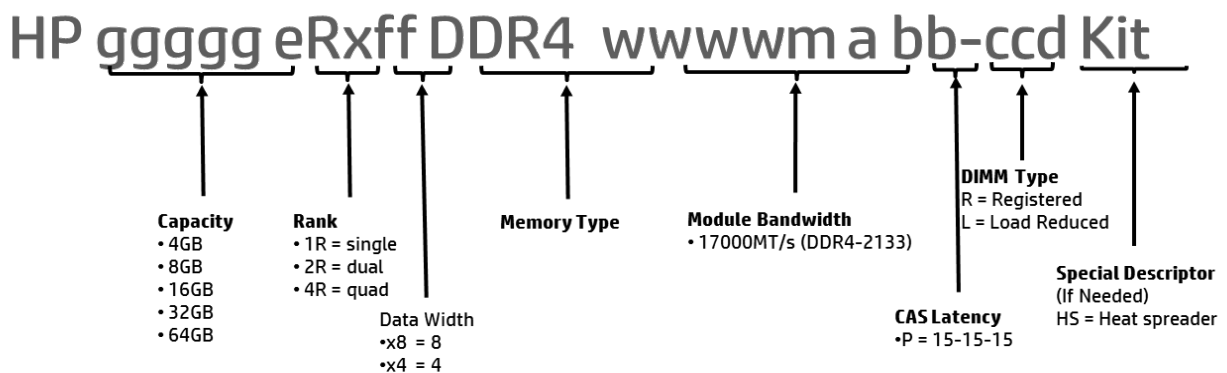 HP ggggg eRxff DDR4 wwwwm a bb-ccd Kit
Capacity
• 4GB
• 8GB
• 16GB
• 32GB
• 64GB
Rank
• 1R = single
• 2R = dual
• 4R = quad
Data Width
•x8 = 8
•x4 = 4
Memory Type
Module Bandwidth
• 17000MT/s (DDR4-2133)
CAS Latency
•P = 15-15-15
DIMM Type
R = Registered
L = Load Reduced
Special Descriptor
(If Needed)
HS = Heat spreader